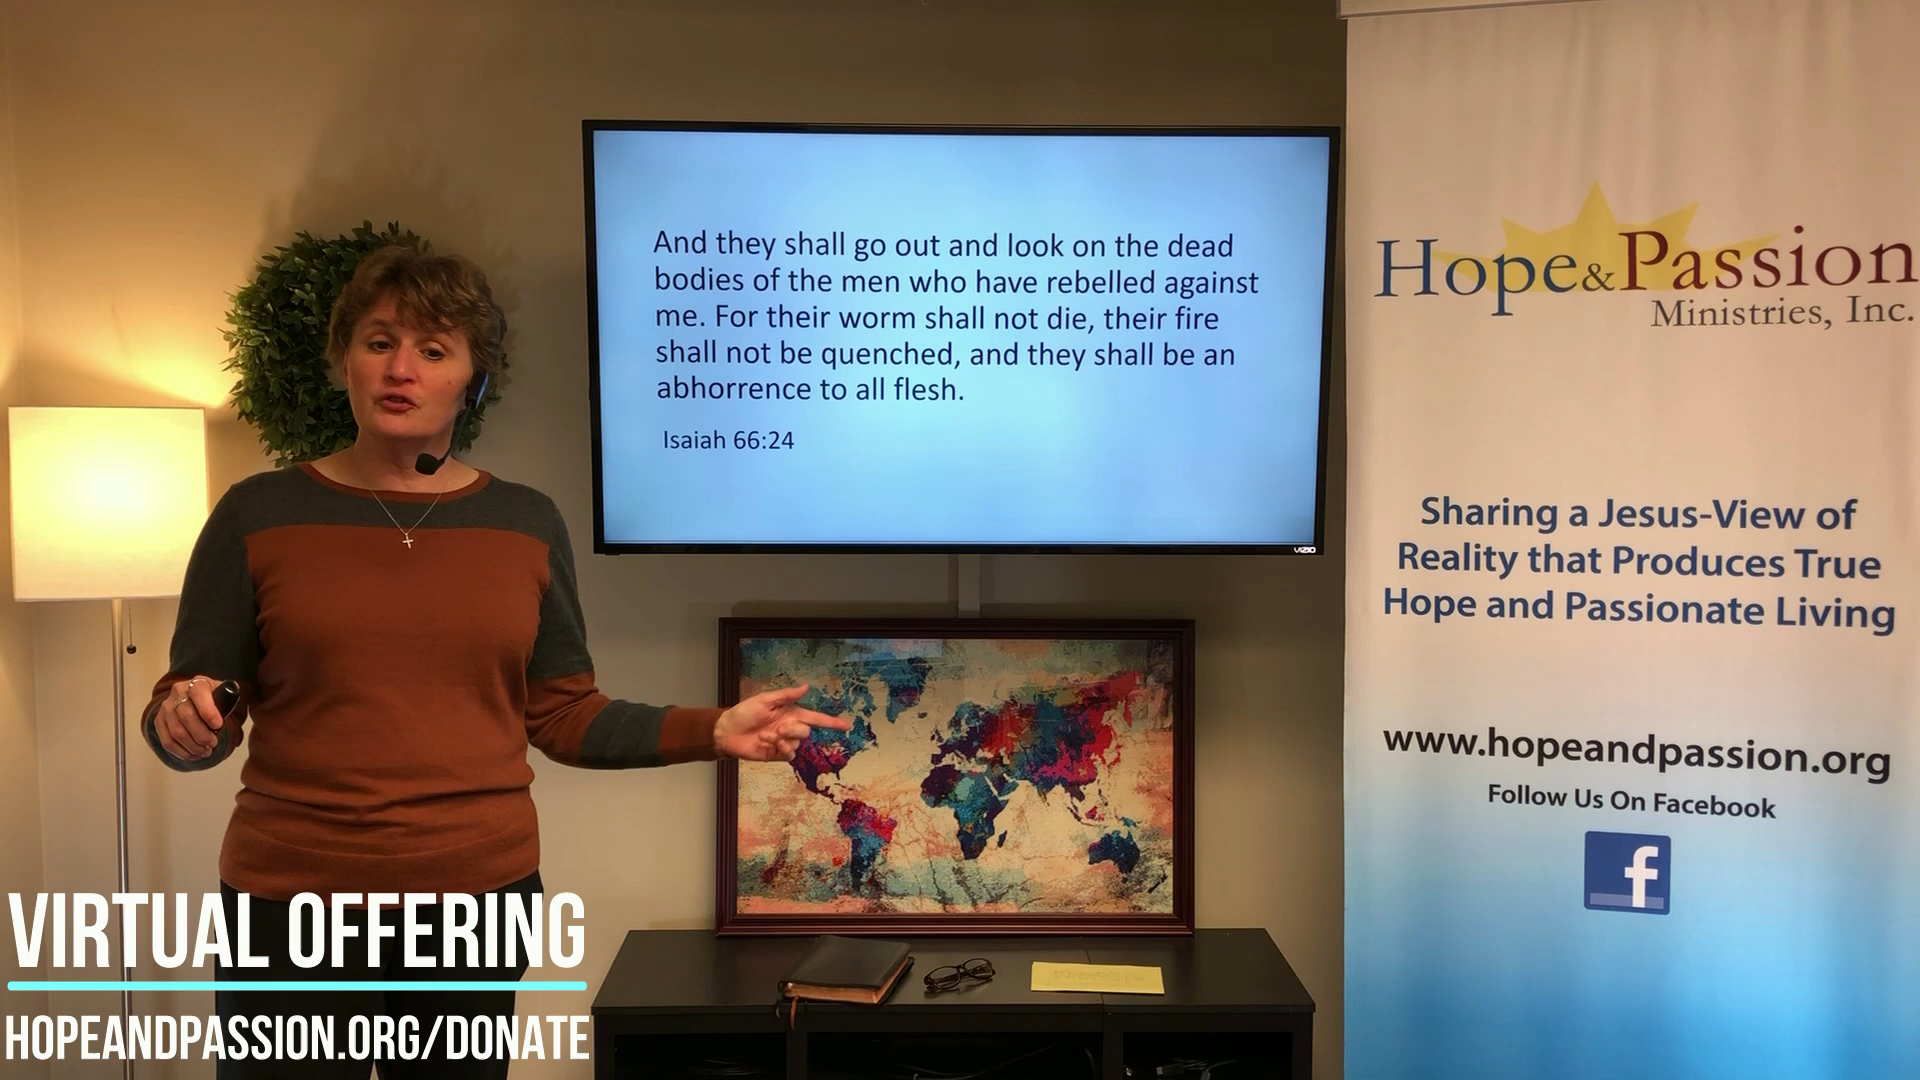 And they shall go out and look on the dead
bodies of the men who have rebelled against
me. For their worm shall not die, their fire
shall not be quenched, and they shall be an
abhorrence to all flesh.
Isaiah 66:24
VIZIO
Hope&Passion
Ministries, Inc.
Sharing a Jesus-View of
Reality that Produces True
Hope and Passionate Living
www.hopeandpassion.org
Follow Us On Facebook
f
VIRTUAL OFFERING
HOPEANDPASSION.ORG/DONATE